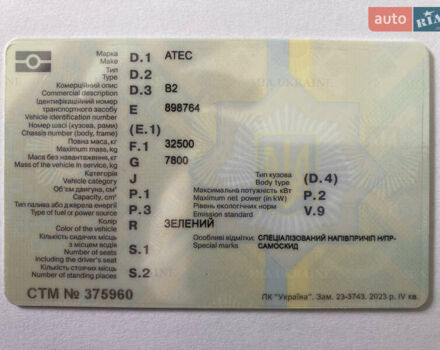 auto RIA
Марка
Make D.1 ATEC
Тип
Type D.2
Комерційний опис
Commercial description D.3 B2
Ідентифікаційний номер
транспортного засобу E 898764
Vehicle identification number
Номер шасі (кузова, рами)
Chassis number (body, frame) (E.1)
Повна маса, кг
Maximum mass, kg F.1 32500
Маса без навантаження, кг
Mass of the vehicle in service, kg G 7800
Категорія
Vehicle category J
Тип кузова
Body type (D.4)
Об'єм двигуна, см³
Capacity, cm³ P.1
Максимальна потужність кВт
Maximum net power (in kW) P.2
Тип палива або джерела енергії
Type of fuel or power source P.3
Рівень екологічних норм
Emission standard V.9
Колір
Color of the vehicle R ЗЕЛЕНИЙ
Кількість сидячих місць
з місцем водія
Number of seats S.1
Including the driver's seat
Особливі відмітки: СПЕЦІАЛІЗОВАНИЙ НАПІВПРИЧІП Н/ПР-
Special marks САМОСКИД
Кількість стоячих місць
Number of standing places S.2
СТМ № 375960
ПК "Україна". Зам. 23-3743. 2023 р. IV кв.